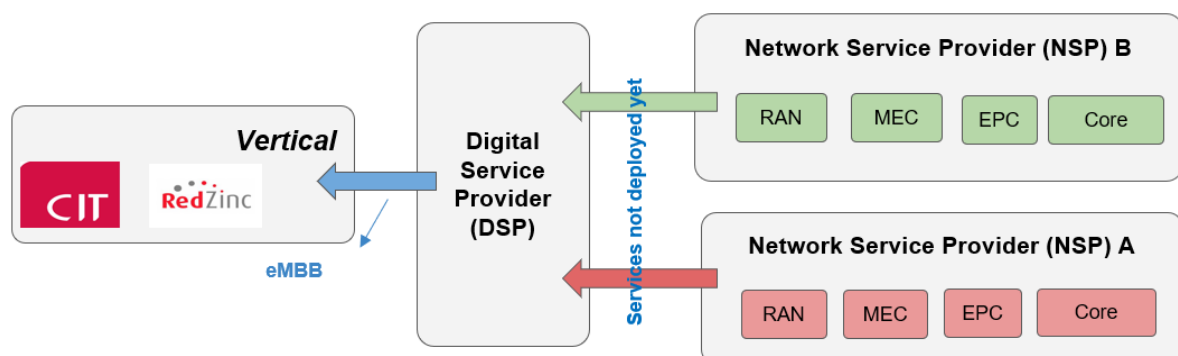 Vertical
CIT
RedZinc
eMBB
Digital
Service
Provider
(DSP)
Services not deployed yet
Network Service Provider (NSP) B
RAN
MEC
EPC
Core
Network Service Provider (NSP) A
RAN
MEC
EPC
Core